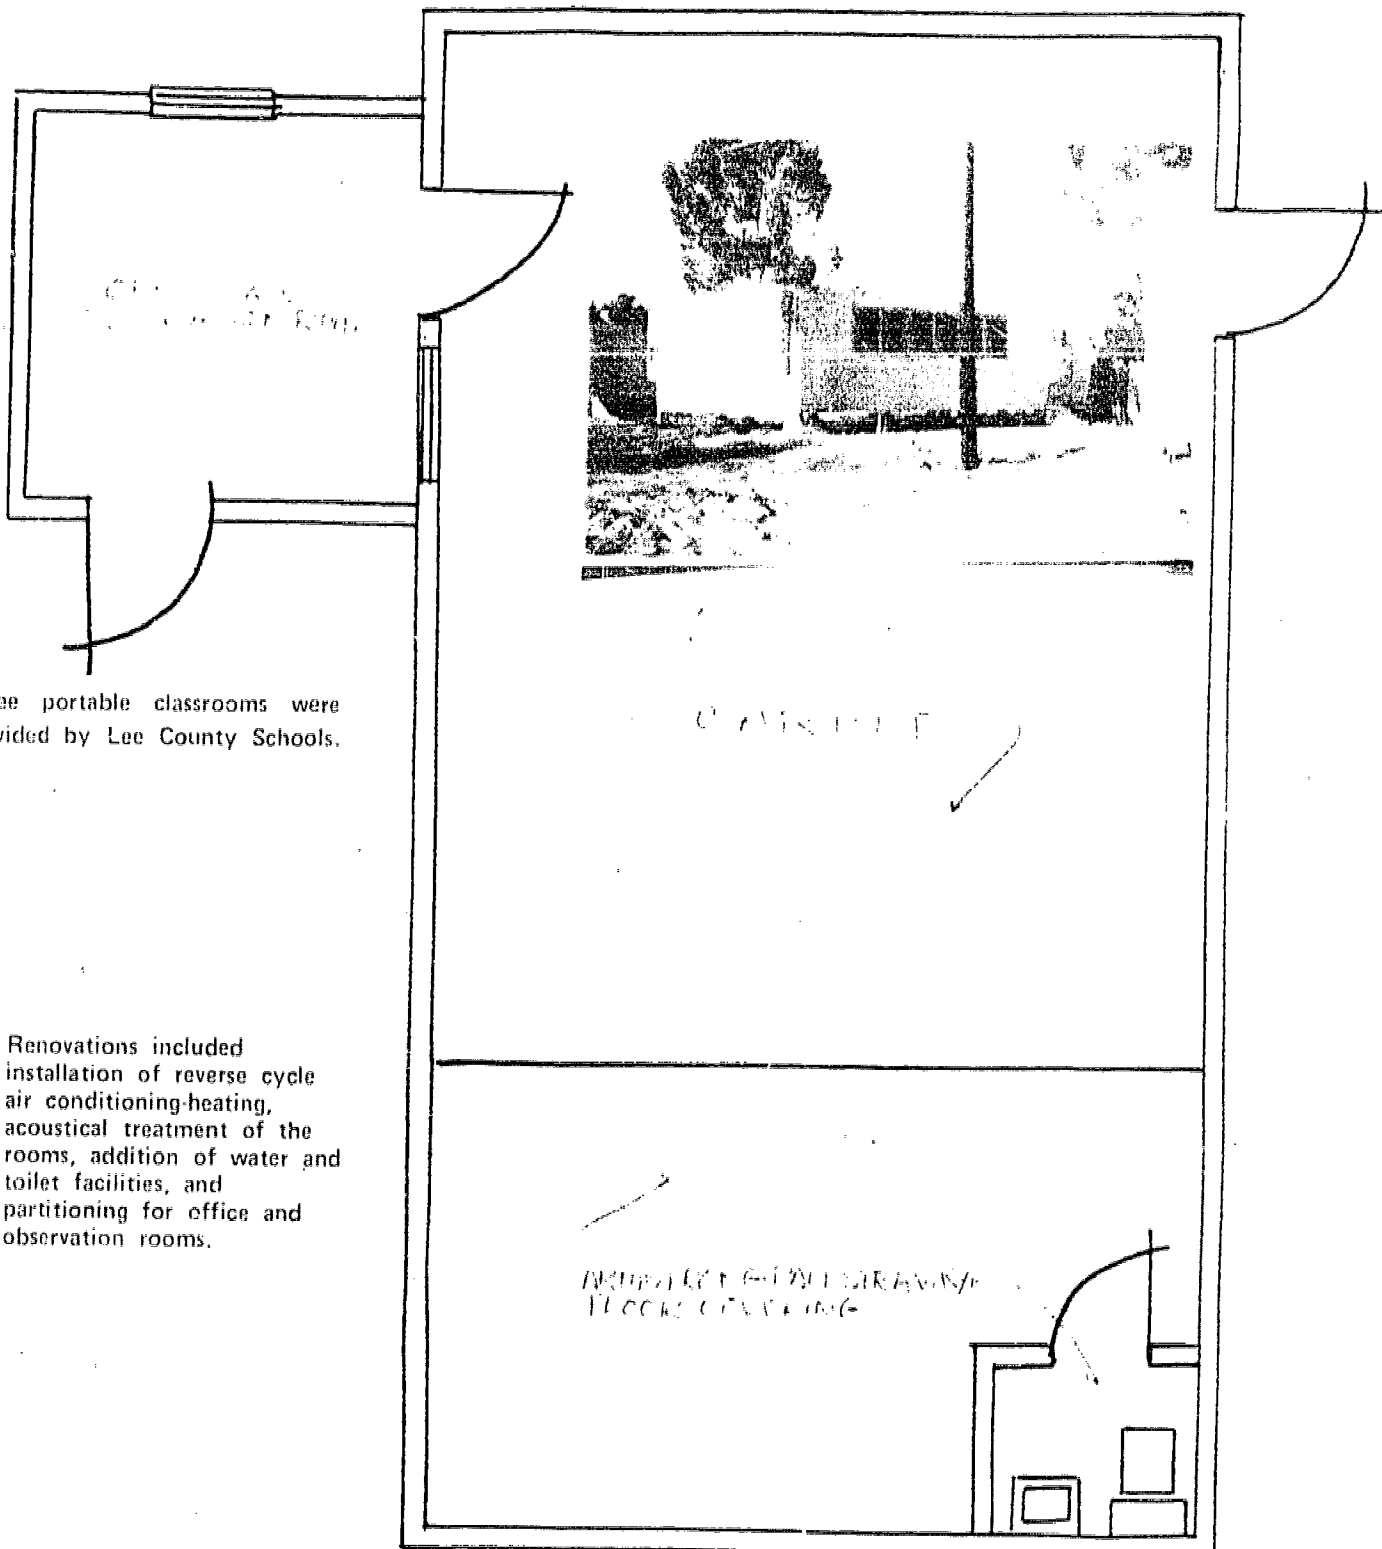 ee portable classrooms were
vided by Lee County Schools.
Renovations included
installation of reverse cycle
air conditioning-heating,
acoustical treatment of the
rooms, addition of water and
toilet facilities, and
partitioning for office and
observation rooms.